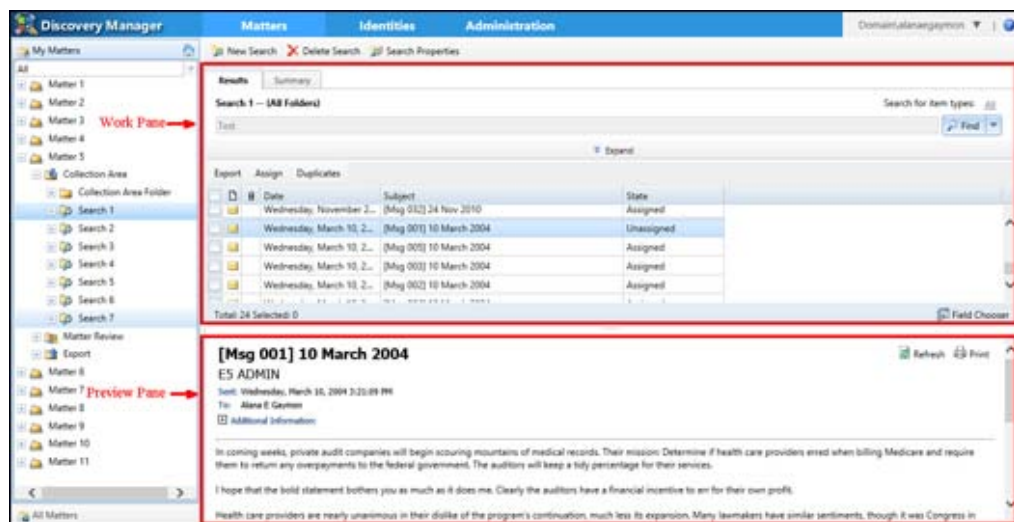 Discovery Manager
Matters Identities Administration
Domain\alanangaymon
My Matters
All
Matter 1
Matter 2
Matter 3
Matter 4
Matter 5
Collection Area
Collection Area Folder
Search 1
Search 2
Search 3
Search 4
Search 5
Search 6
Search 7
Matter Review
Export
Matter 6
Matter 7
Matter 8
Matter 9
Matter 10
Matter 11
All Matters
Work Pane
Preview Pane
New Search Delete Search Search Properties
Results Summary
Search 1 -- (All Folders) Search for item types: All
Text Find
Expand
Export Assign Duplicates
Date Subject State
Wednesday, November 2... [Msg 032] 24 Nov 2010 Assigned
Wednesday, March 10, 2... [Msg 001] 10 March 2004 Unassigned
Wednesday, March 10, 2... [Msg 005] 10 March 2004 Assigned
Wednesday, March 10, 2... [Msg 003] 10 March 2004 Assigned
Wednesday, March 10, 2... [Msg 002] 10 March 2004 Assigned
Total: 24 Selected: 0 Field Chooser
[Msg 001] 10 March 2004 Refresh Print
E5 ADMIN
Sent: Wednesday, March 10, 2004 3:21:09 PM
To: Alana E Gaymon
Additional Information:
In coming weeks, private audit companies will begin scouring mountains of medical records. Their mission: Determine if health care providers erred when billing Medicare and require
them to return any overpayments to the federal government. The auditors will keep a tidy percentage for their services.
I hope that the bold statement bothers you as much as it does me. Clearly the auditors have a financial incentive to err for their own profit.
Health care providers are nearly unanimous in their dislike of the program's continuation, much less its expansion. Many lawmakers have similar sentiments, though it was Congress in